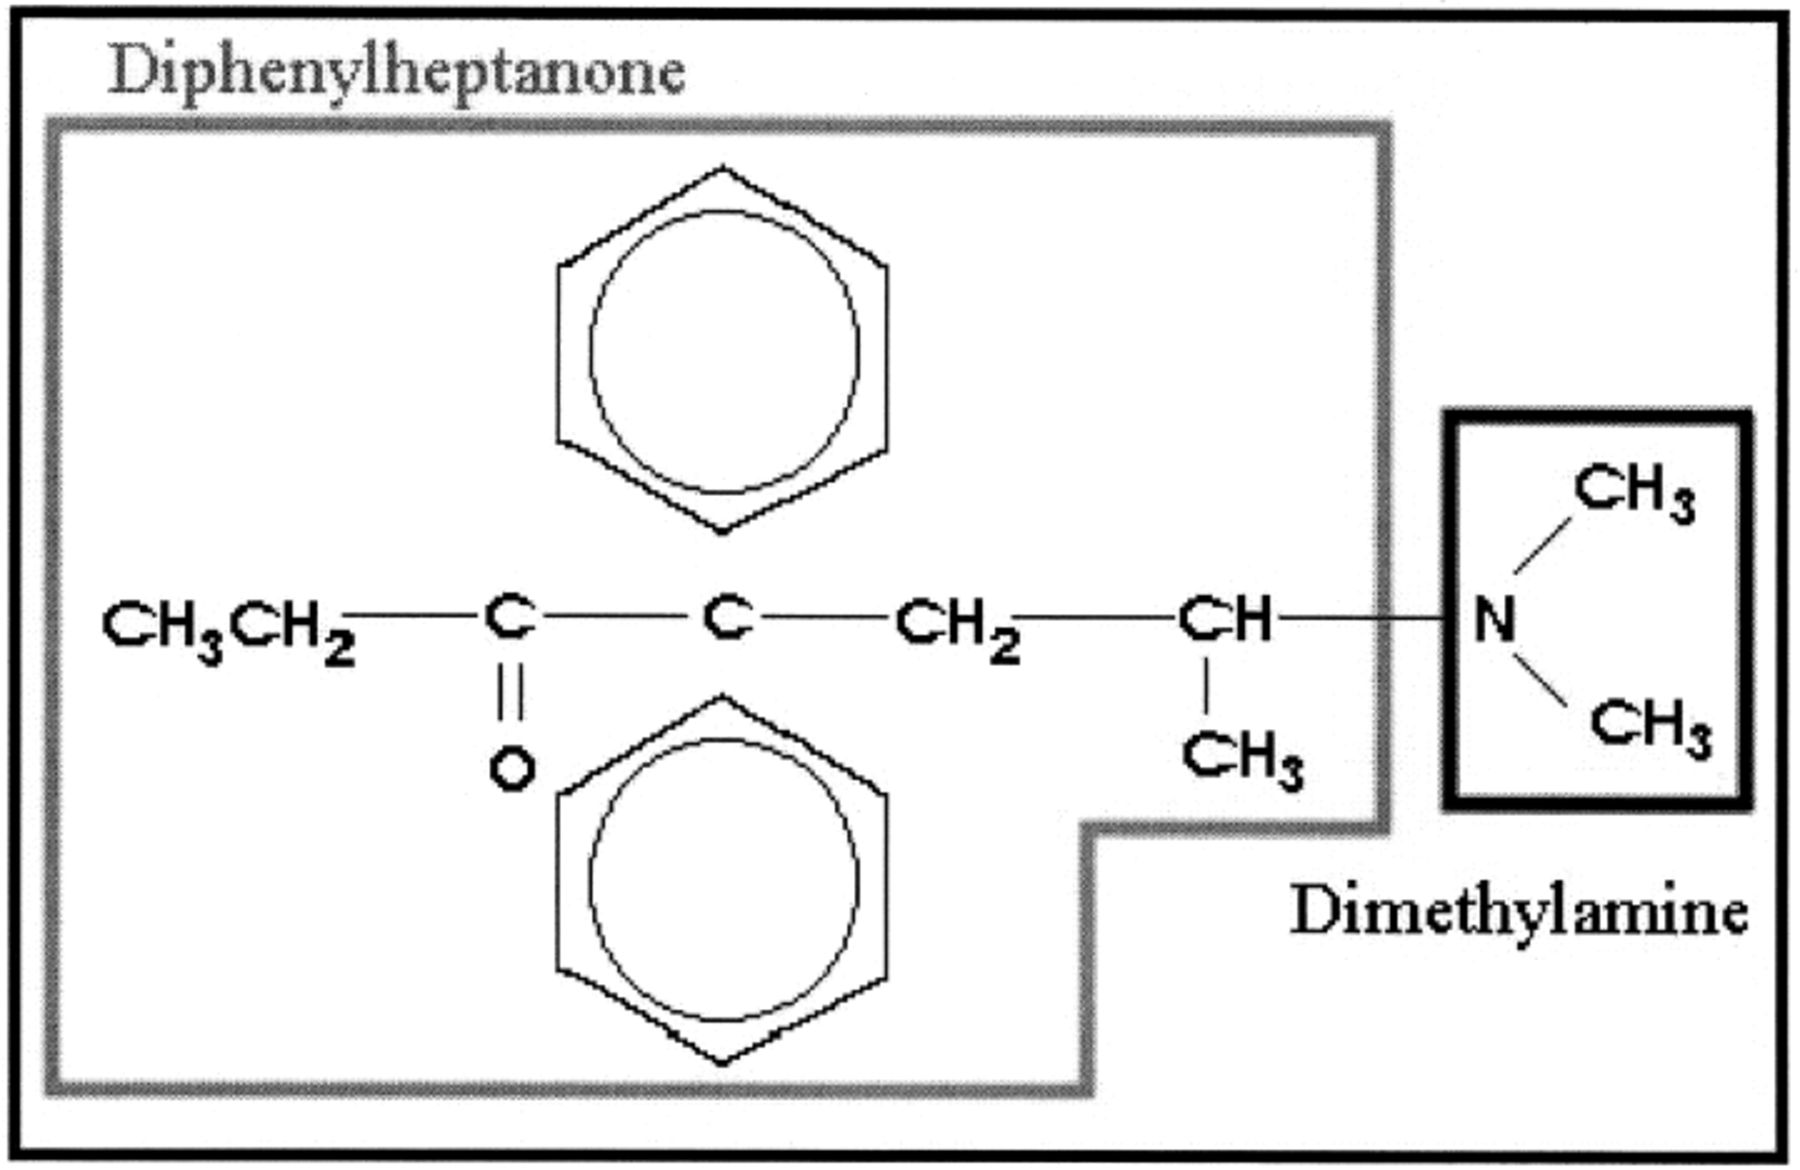 Diphenylheptanone
CH3
CH3CH2 C C CH2 CH N
O CH3 CH3
Dimethylamine